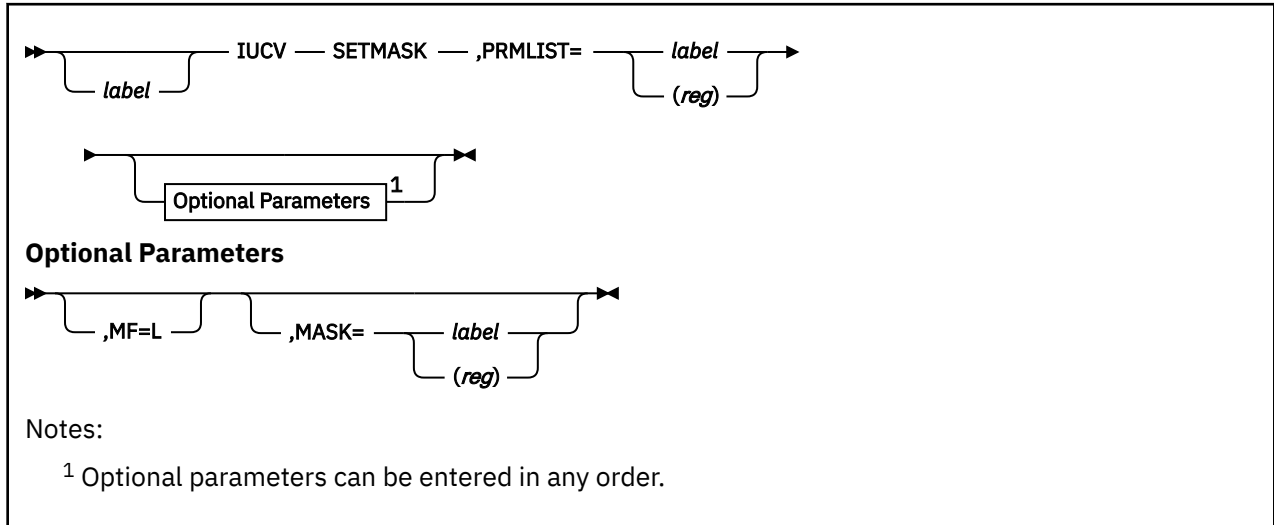 IUCV SETMASK ,PRMLIST= label
label (reg)
Optional Parameters 1
Optional Parameters
,MF=L ,MASK= label
(reg)
Notes:
1 Optional parameters can be entered in any order.